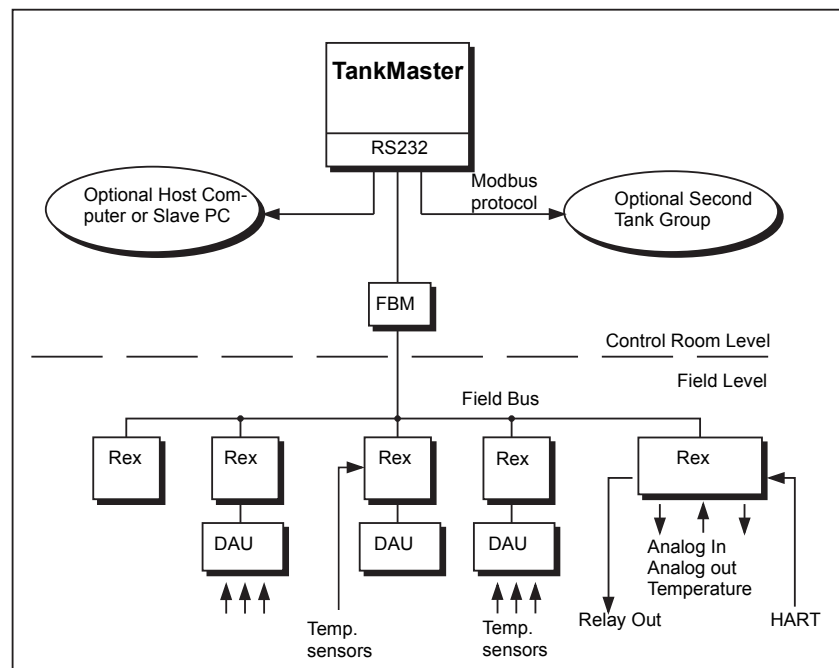 TankMaster
RS232
Optional Host Com-
puter or Slave PC
Modbus
protocol
Optional Second
Tank Group
FBM
Control Room Level
Field Level
Field Bus
Rex
Rex
Rex
Rex
Rex
DAU
DAU
DAU
Analog In
Analog out
Temperature
Temp.
sensors
Temp.
sensors
Relay Out
HART